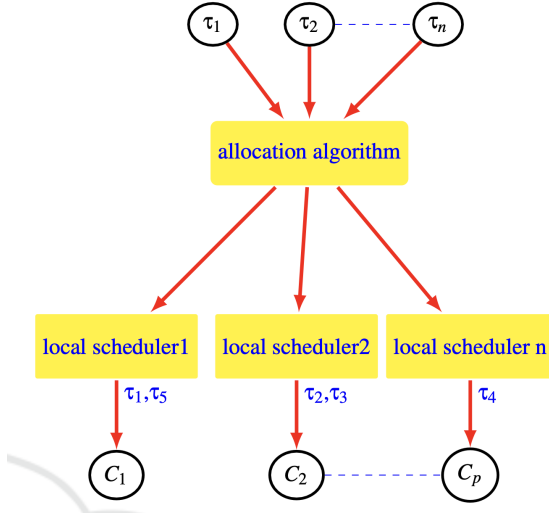 τ1 τ2 τn
allocation algorithm
local scheduler1 local scheduler2 local scheduler n
τ1,τ5 τ2,τ3 τ4
C1 C2 Cp